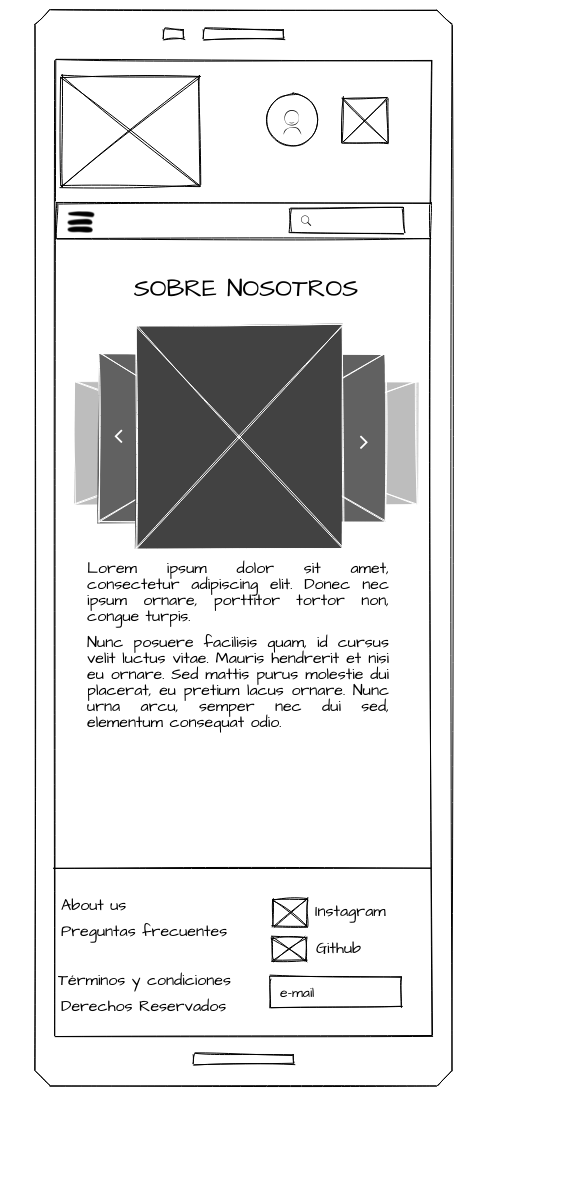 SOBRE NOSOTROS
Lorem ipsum dolor sit amet,
consectetur adipiscing elit. Donec nec
ipsum ornare, porttitor tortor non,
congue turpis.
Nunc posuere facilisis quam, id cursus
velit luctus vitae. Mauris hendrerit et nisi
eu ornare. Sed mattis purus molestie dui
placerat, eu pretium lacus ornare. Nunc
urna arcu, semper nec dui sed,
elementum consequat odio.
About us
Preguntas frecuentes
Términos y condiciones
Derechos Reservados
Instagram
Github
e-mail